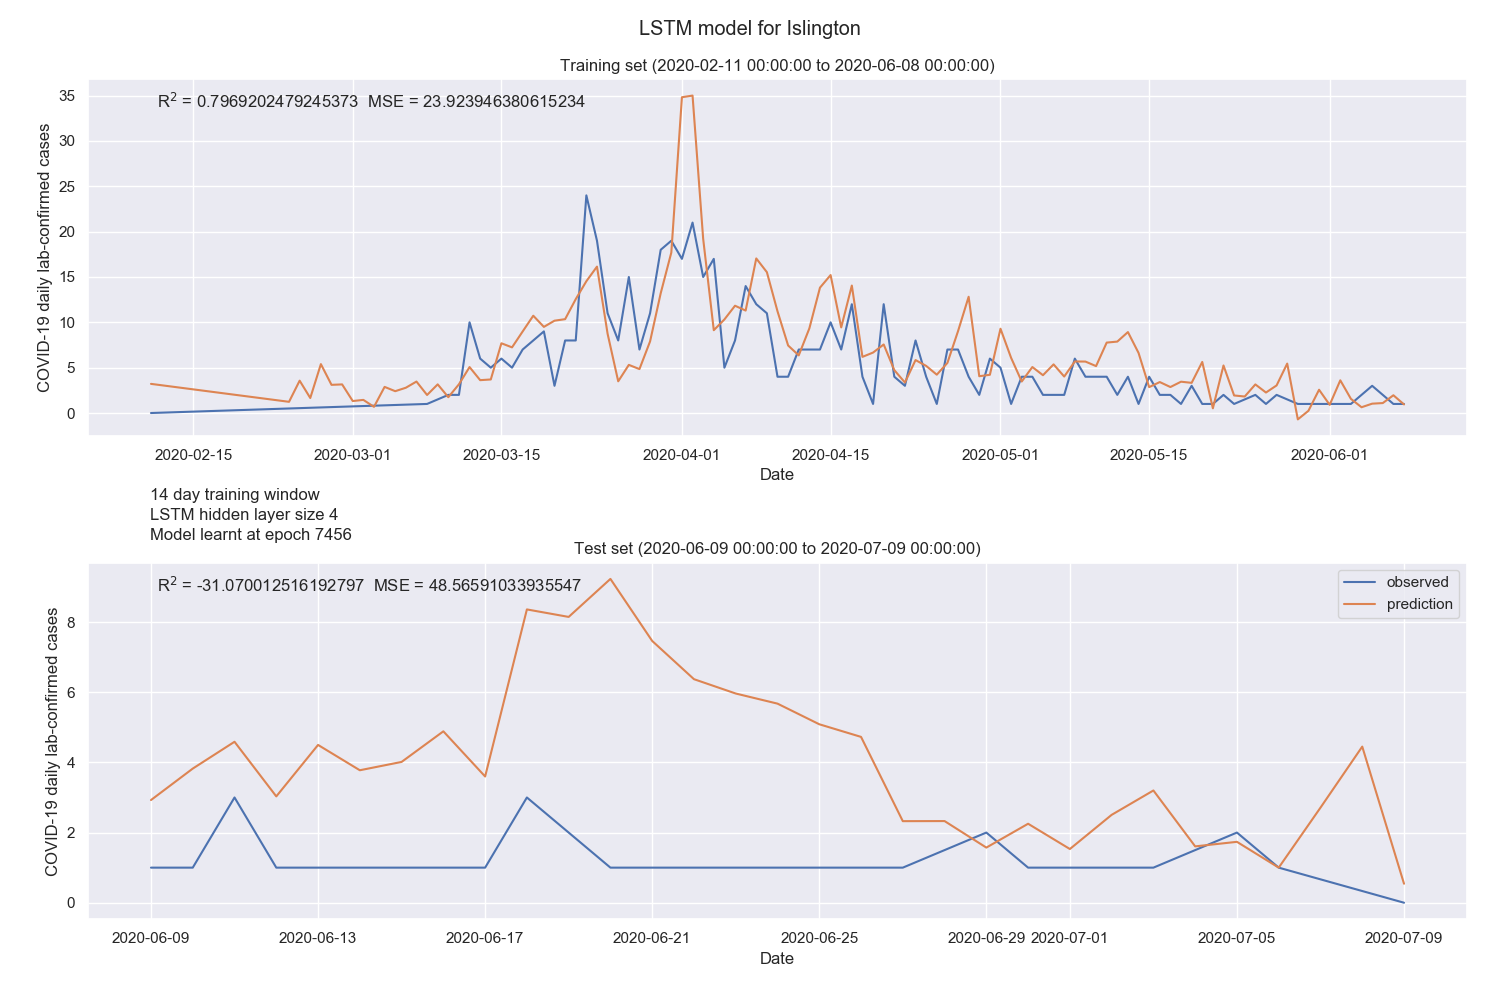 LSTM model for Islington
Training set (2020-02-11 00:00:00 to 2020-06-08 00:00:00)
R² = 0.7969202479245373  MSE = 23.923946380615234
COVID-19 daily lab-confirmed cases
35
30
25
20
15
10
5
0
2020-02-15 2020-03-01 2020-03-15 2020-04-01 2020-04-15 2020-05-01 2020-05-15 2020-06-01
Date
14 day training window
LSTM hidden layer size 4
Model learnt at epoch 7456
Test set (2020-06-09 00:00:00 to 2020-07-09 00:00:00)
R² = -31.070012516192797  MSE = 48.56591033935547
observed
prediction
COVID-19 daily lab-confirmed cases
8
6
4
2
0
2020-06-09 2020-06-13 2020-06-17 2020-06-21 2020-06-25 2020-06-29 2020-07-01 2020-07-05 2020-07-09
Date